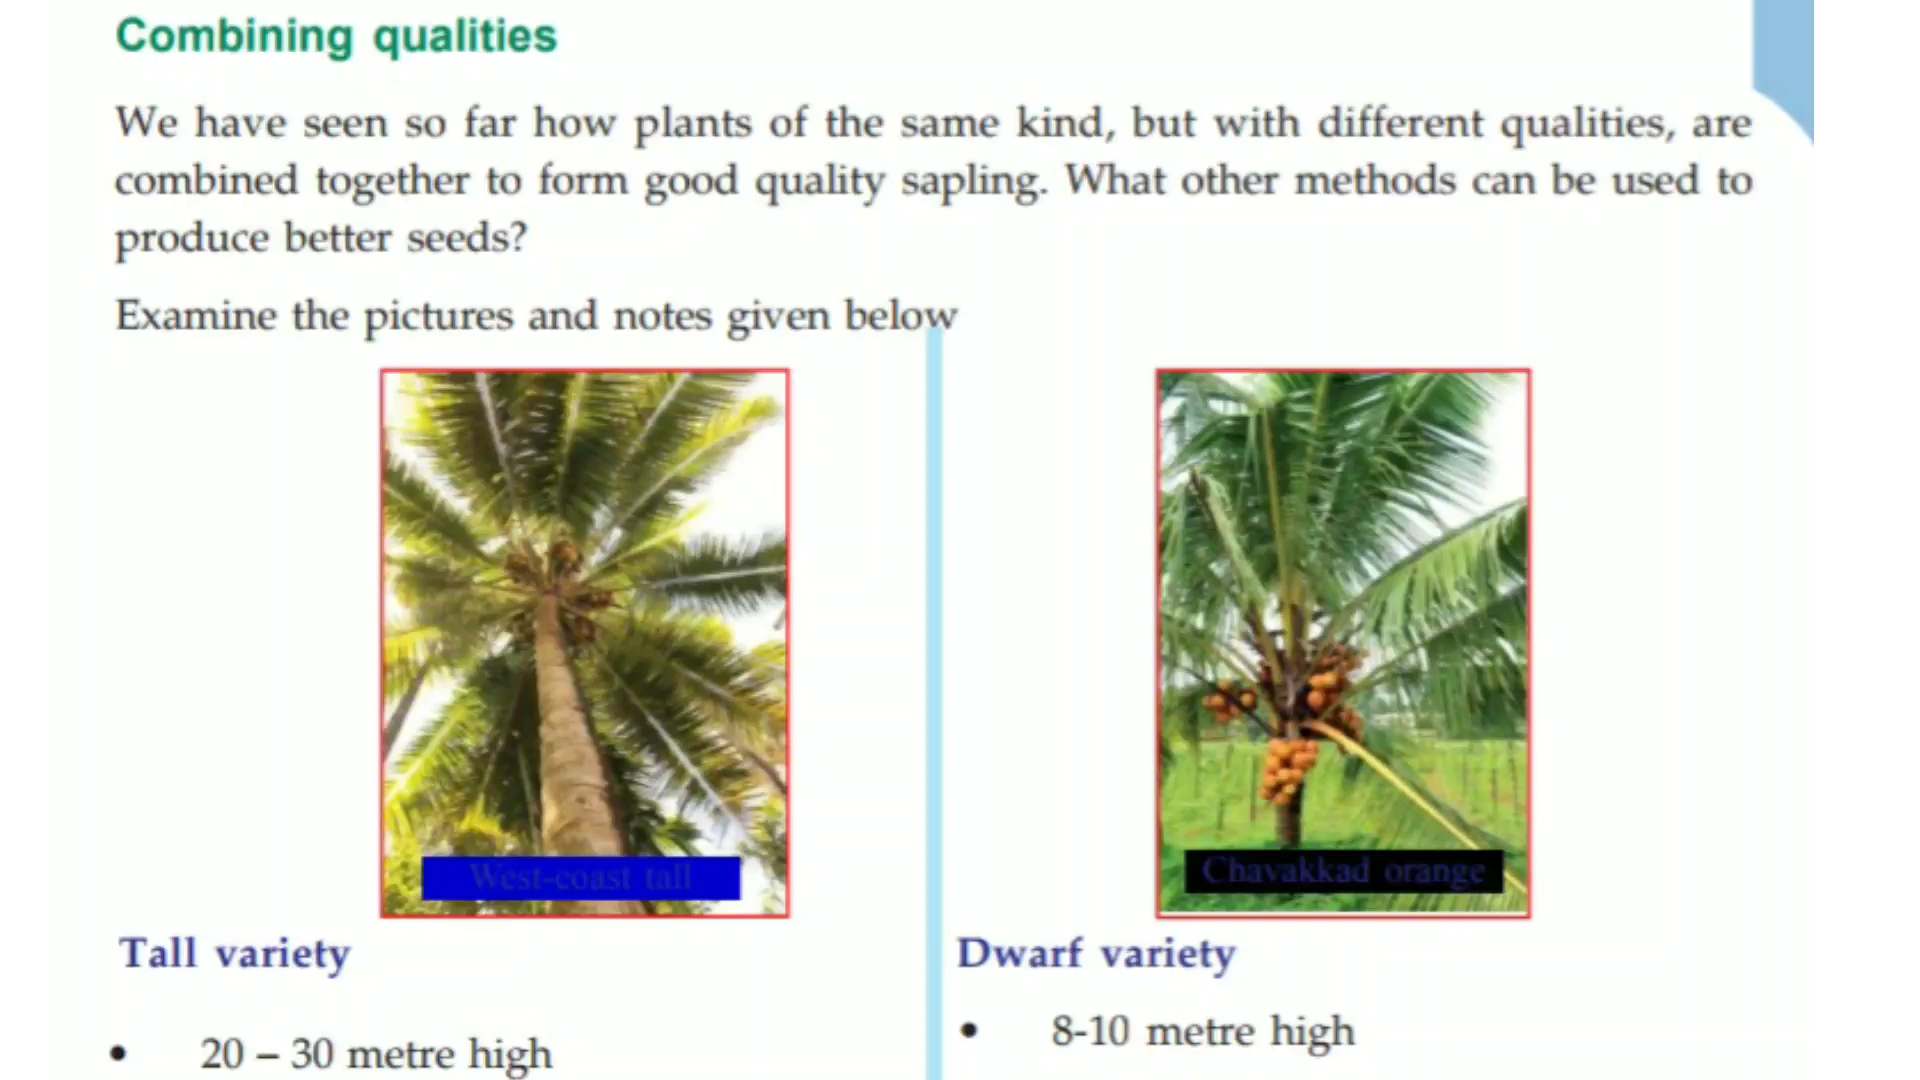 Combining qualities
We have seen so far how plants of the same kind, but with different qualities, are
combined together to form good quality sapling. What other methods can be used to
produce better seeds?
Examine the pictures and notes given below
West-coast tall
Tall variety
• 20 – 30 metre high
Chavakkad orange
Dwarf variety
• 8-10 metre high